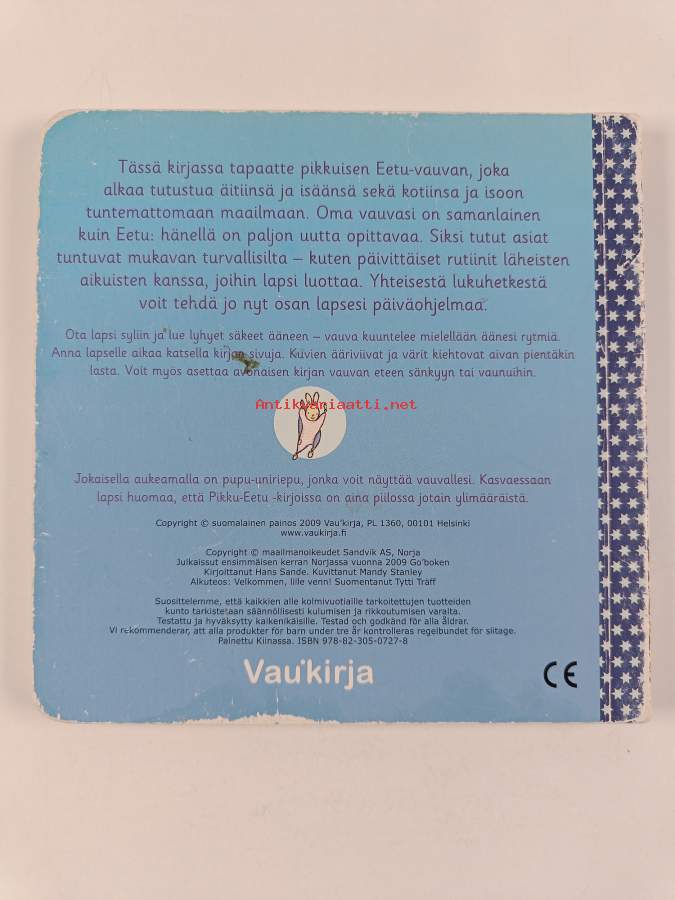 Tässä kirjassa tapaatte pikkuisen Eetu-vauvan, joka
alkaa tutustua äitiinsä ja isäänsä sekä kotiinsa ja isoon
tuntemattomaan maailmaan. Oma vauvasi on samanlainen
kuin Eetu: hänellä on paljon uutta opittavaa. Siksi tutut asiat
tuntuvat mukavan turvallisilta – kuten päivittäiset rutiinit läheisten
aikuisten kanssa, joihin lapsi luottaa. Yhteisestä lukuhetkestä
voit tehdä jo nyt osan lapsesi päiväohjelmaa.
Ota lapsi syliin ja lue lyhyet säkeet ääneen – vauva kuuntelee mielellään äänesi rytmiä.
Anna lapselle aikaa katsella kirjan sivuja. Kuvien ääriviivat ja värit kiehtovat aivan pientäkin
lasta. Voit myös asettaa avonaisen kirjan vauvan eteen sänkyyn tai vaunuihin.
Antikvariaatti.net
Jokaisella aukeamalla on pupu-uniriepu, jonka voit näyttää vauvallesi. Kasvaessaan
lapsi huomaa, että Pikku-Eetu -kirjoissa on aina piilossa jotain ylimääräistä.
Copyright © suomalainen painos 2009 Vau'kirja, PL 1360, 00101 Helsinki
www.vaukirja.fi
Copyright © maailmanoikeudet Sandvik AS, Norja
Julkaissut ensimmäisen kerran Norjassa vuonna 2009 Go'boken
Kirjoittanut Hans Sande. Kuvittanut Mandy Stanley
Alkuteos: Velkommen, lille venn! Suomentanut Tytti Träff
Suosittelemme, että kaikkien alle kolmivuotiaille tarkoitettujen tuotteiden
kunto tarkistetaan säännöllisesti kulumisen ja rikkoutumisen varalta.
Testattu ja hyväksytty kaikenikäisille. Testad och godkänd för alla åldrar.
Vi rekommenderar, att alla produkter för barn under tre år kontrolleras regelbundet för slitage.
Painettu Kiinassa. ISBN 978-82-305-0727-8
Vau'kirja
CE